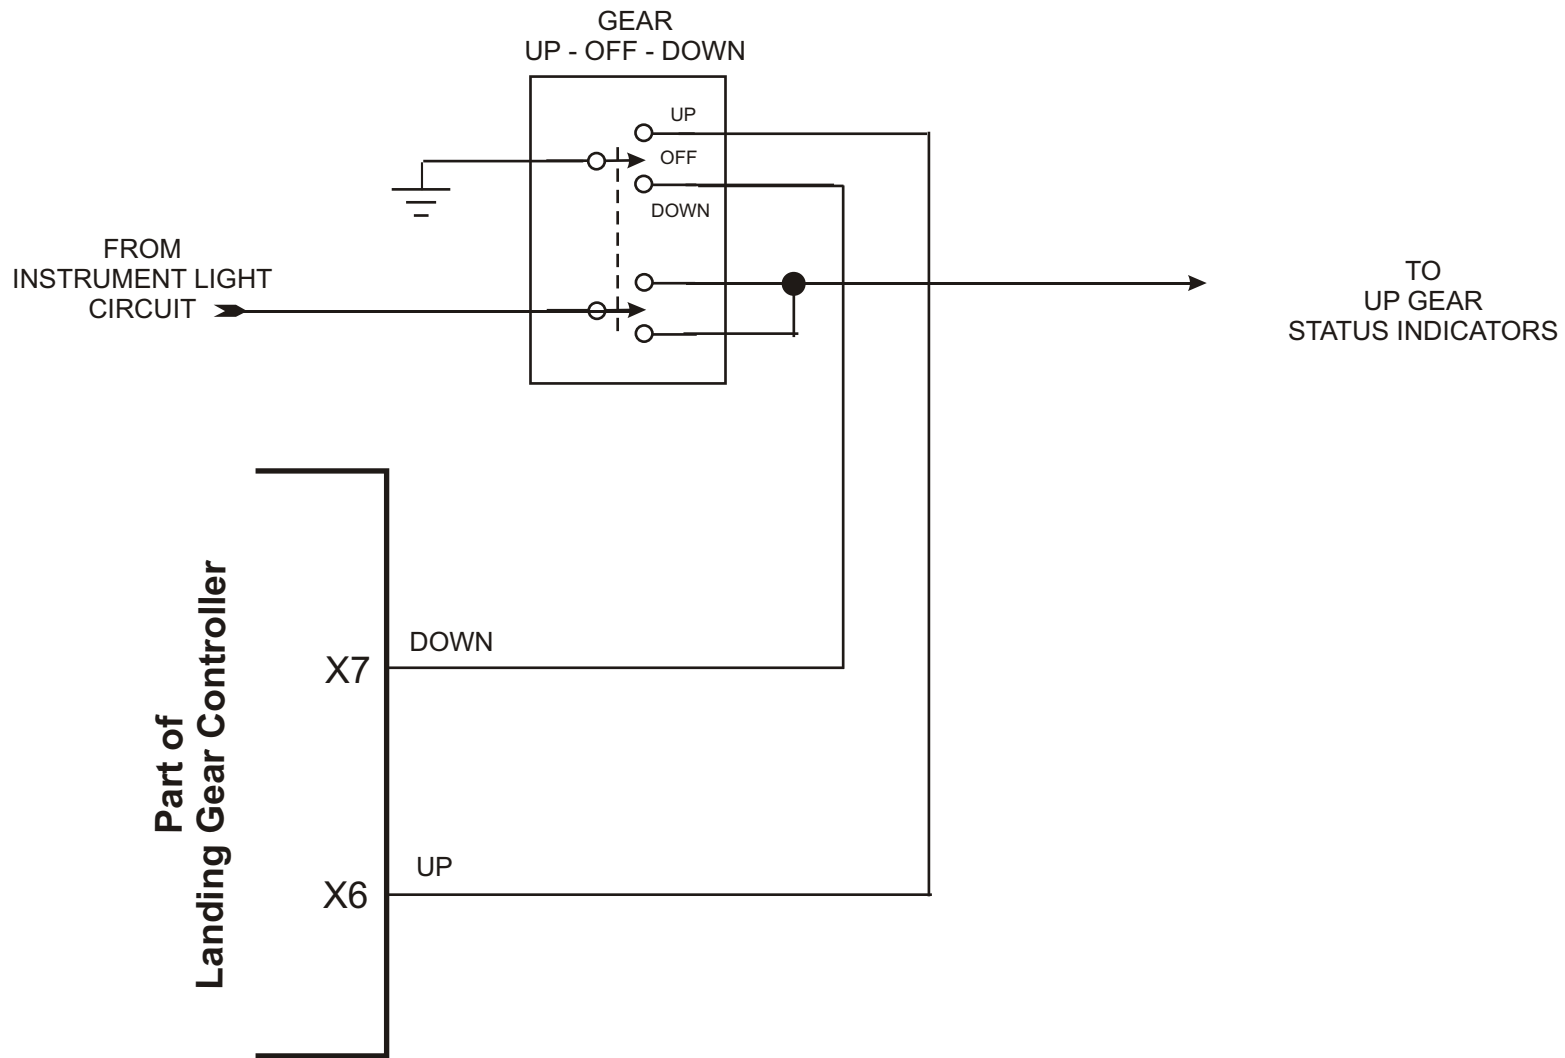 GEAR
UP - OFF - DOWN
UP
OFF
DOWN
FROM
INSTRUMENT LIGHT
CIRCUIT
TO
UP GEAR
STATUS INDICATORS
Part of
Landing Gear Controller
X7
DOWN
X6
UP